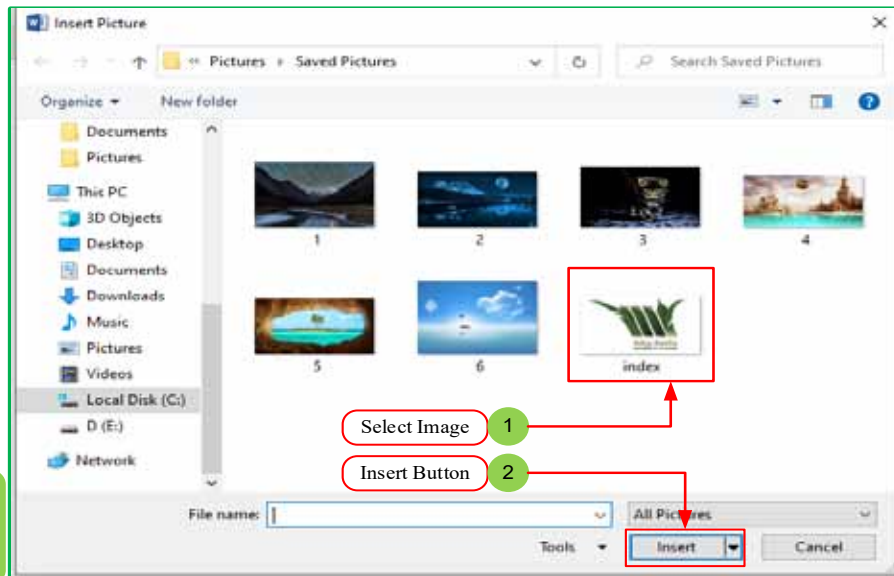 Insert Picture
« Pictures › Saved Pictures
Search Saved Pictures
Organize
New folder
Documents
Pictures
This PC
3D Objects
Desktop
Documents
Downloads
Music
Pictures
Videos
Local Disk (C:)
D (E:)
Network
1
2
3
4
5
6
index
Select Image 1
Insert Button 2
File name:
All Pictures
Tools
Insert
Cancel